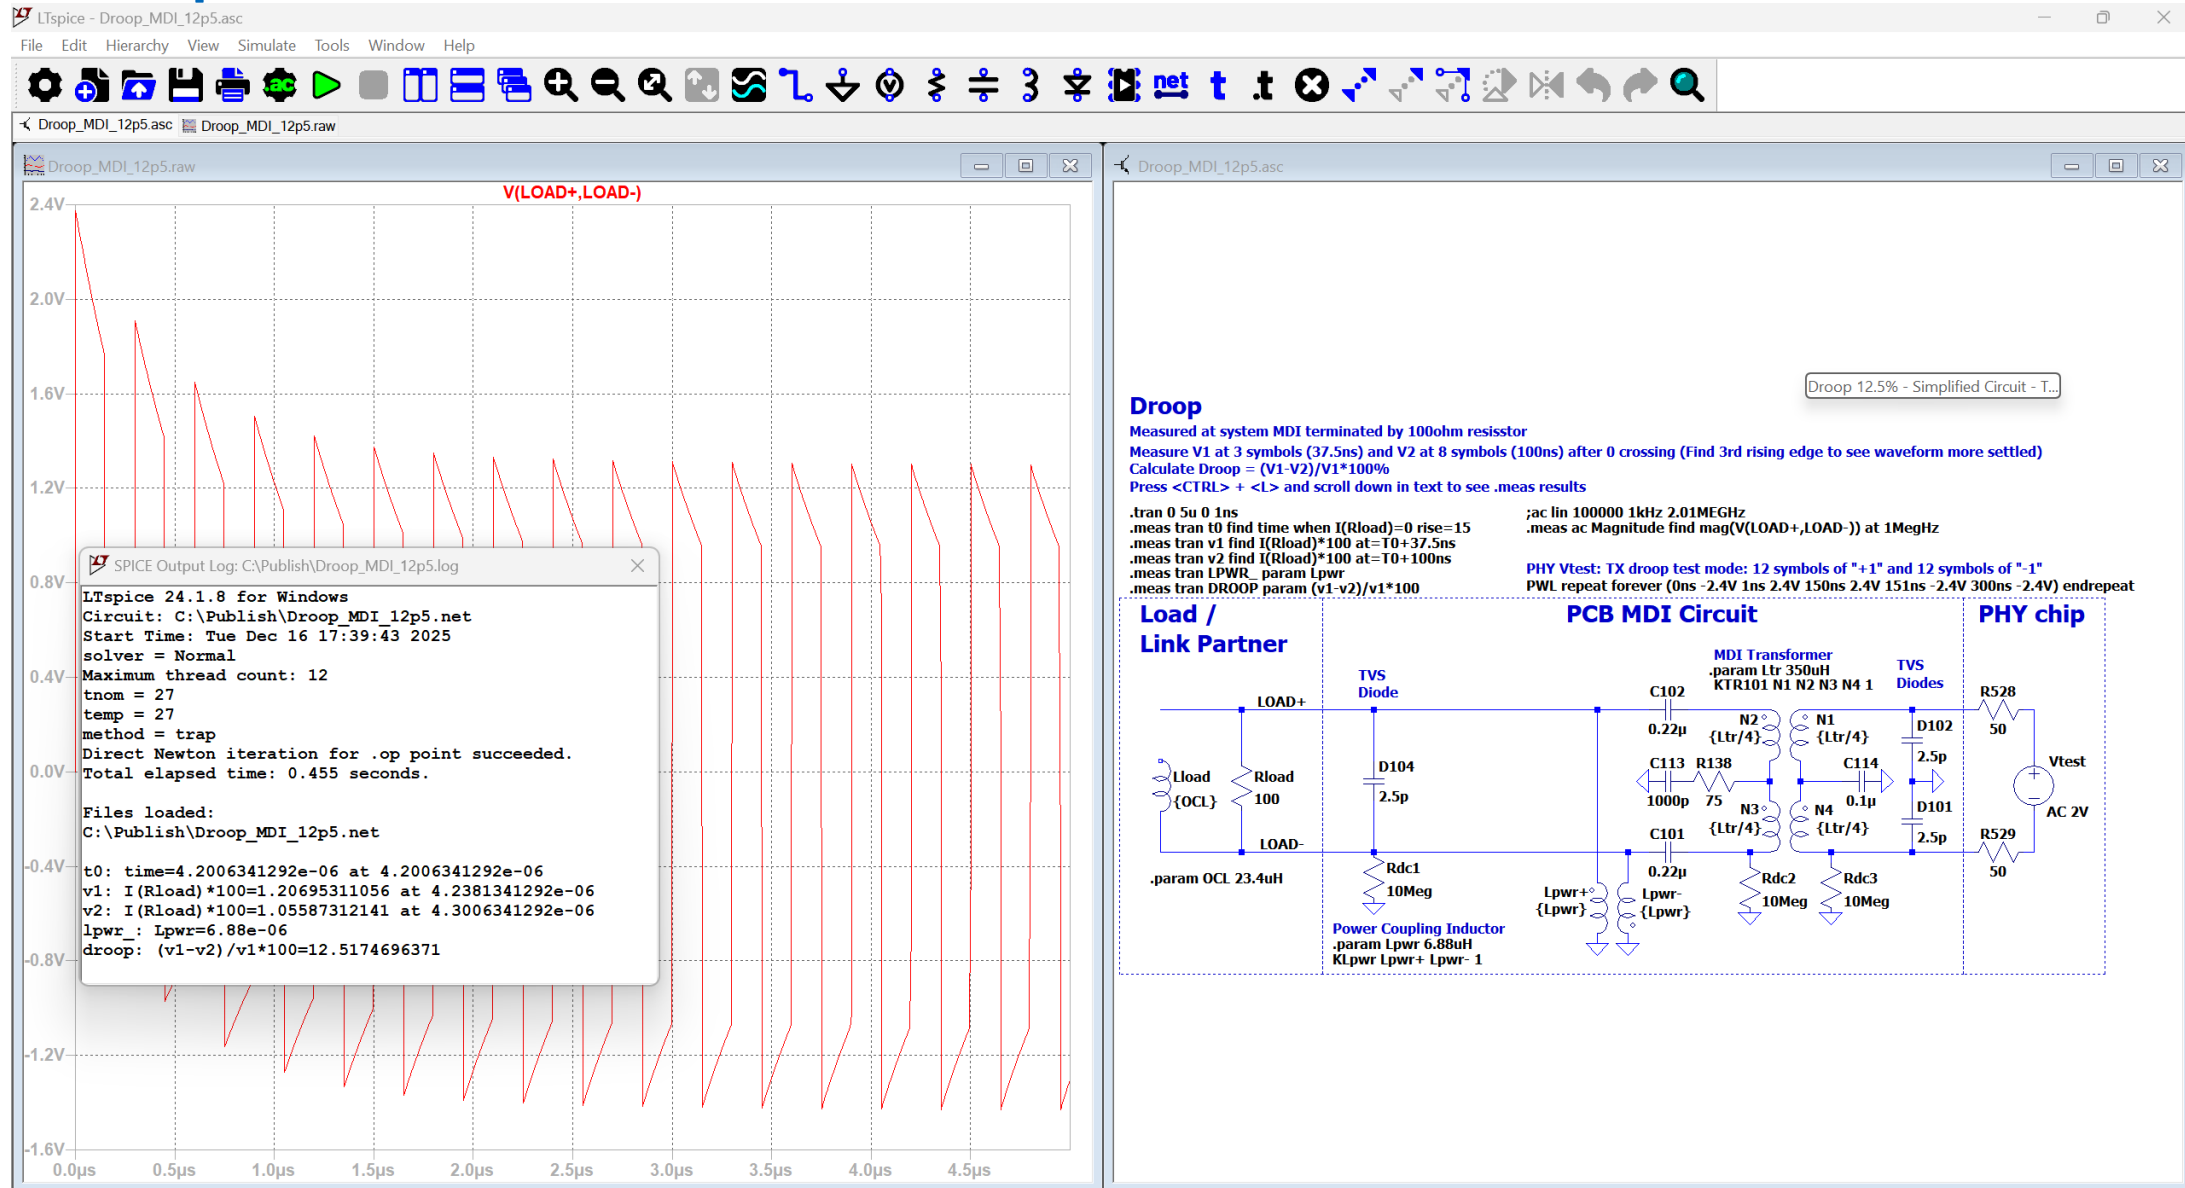 LTspice - Droop_MDI_12p5.asc
File Edit Hierarchy View Simulate Tools Window Help
.ac
net
t
.t
Droop_MDI_12p5.asc Droop_MDI_12p5.raw
Droop_MDI_12p5.raw
V(LOAD+,LOAD-)
2.4V
2.0V
1.6V
1.2V
0.8V
0.4V
0.0V
-0.4V
-0.8V
-1.2V
-1.6V
0.0µs 0.5µs 1.0µs 1.5µs 2.0µs 2.5µs 3.0µs 3.5µs 4.0µs 4.5µs
SPICE Output Log: C:\Publish\Droop_MDI_12p5.log
LTspice 24.1.8 for Windows
Circuit: C:\Publish\Droop_MDI_12p5.net
Start Time: Tue Dec 16 17:39:43 2025
solver = Normal
Maximum thread count: 12
tnom = 27
temp = 27
method = trap
Direct Newton iteration for .op point succeeded.
Total elapsed time: 0.455 seconds.
Files loaded:
C:\Publish\Droop_MDI_12p5.net
t0: time=4.2006341292e-06 at 4.2006341292e-06
v1: I(Rload)*100=1.20695311056 at 4.2381341292e-06
v2: I(Rload)*100=1.05587312141 at 4.3006341292e-06
lpwr_: Lpwr=6.88e-06
droop: (v1-v2)/v1*100=12.5174696371
Droop_MDI_12p5.asc
Droop 12.5% - Simplified Circuit - T...
Droop
Measured at system MDI terminated by 100ohm resisstor
Measure V1 at 3 symbols (37.5ns) and V2 at 8 symbols (100ns) after 0 crossing (Find 3rd rising edge to see waveform more settled)
Calculate Droop = (V1-V2)/V1*100%
Press <CTRL> + <L> and scroll down in text to see .meas results
.tran 0 5u 0 1ns
.meas tran t0 find time when I(Rload)=0 rise=15
.meas tran v1 find I(Rload)*100 at=T0+37.5ns
.meas tran v2 find I(Rload)*100 at=T0+100ns
.meas tran LPWR_ param Lpwr
.meas tran DROOP param (v1-v2)/v1*100
;ac lin 100000 1kHz 2.01MEGHz
.meas ac Magnitude find mag(V(LOAD+,LOAD-)) at 1MegHz
PHY Vtest: TX droop test mode: 12 symbols of "+1" and 12 symbols of "-1"
PWL repeat forever (0ns -2.4V 1ns 2.4V 150ns 2.4V 151ns -2.4V 300ns -2.4V) endrepeat
Load /
Link Partner
PCB MDI Circuit
PHY chip
MDI Transformer
.param Ltr 350uH
KTR101 N1 N2 N3 N4 1
TVS
Diode
TVS
Diodes
LOAD+
C102
0.22µ
N2
{Ltr/4}
N1
{Ltr/4}
D102
2.5p
R528
50
Lload
{OCL}
Rload
100
D104
2.5p
C113
1000p
R138
75
C114
0.1µ
Vtest
AC 2V
N3
{Ltr/4}
N4
{Ltr/4}
D101
2.5p
LOAD-
C101
0.22µ
R529
50
.param OCL 23.4uH
Rdc1
10Meg
Lpwr+
{Lpwr}
Lpwr-
{Lpwr}
Rdc2
10Meg
Rdc3
10Meg
Power Coupling Inductor
.param Lpwr 6.88uH
KLpwr Lpwr+ Lpwr- 1